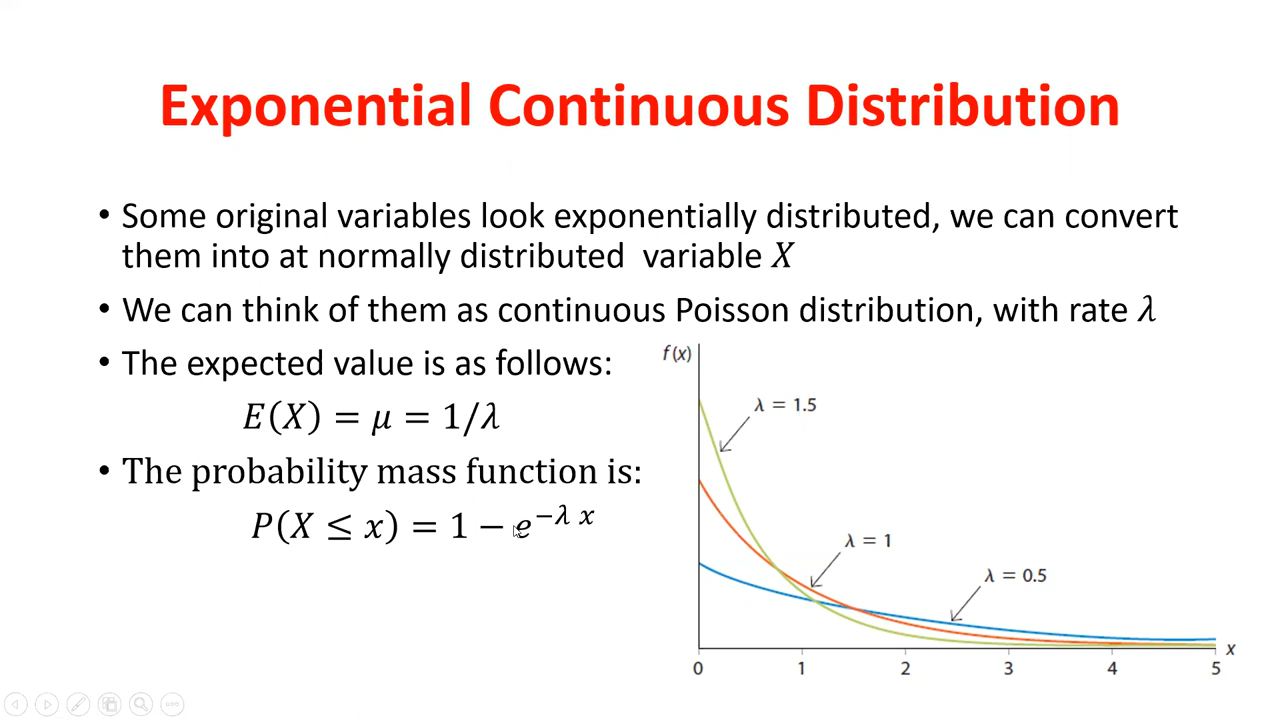 Exponential Continuous Distribution
• Some original variables look exponentially distributed, we can convert
them into at normally distributed variable X
• We can think of them as continuous Poisson distribution, with rate λ
• The expected value is as follows:
E(X) = μ = 1/λ
• The probability mass function is:
P(X ≤ x) = 1 − e^{−λ x}
f(x)
λ = 1.5
λ = 1
λ = 0.5
x
0 1 2 3 4 5